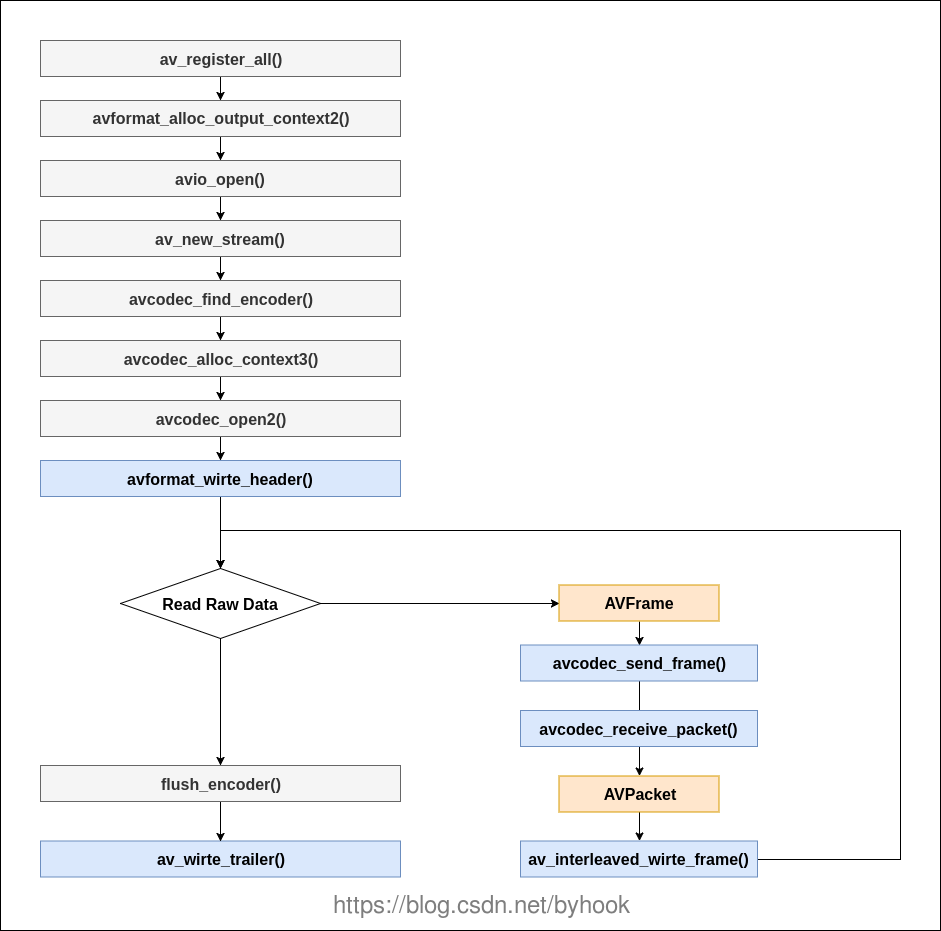 av_register_all()
avformat_alloc_output_context2()
avio_open()
av_new_stream()
avcodec_find_encoder()
avcodec_alloc_context3()
avcodec_open2()
avformat_wirte_header()
Read Raw Data
AVFrame
avcodec_send_frame()
avcodec_receive_packet()
AVPacket
av_interleaved_wirte_frame()
flush_encoder()
av_wirte_trailer()
https://blog.csdn.net/byhook